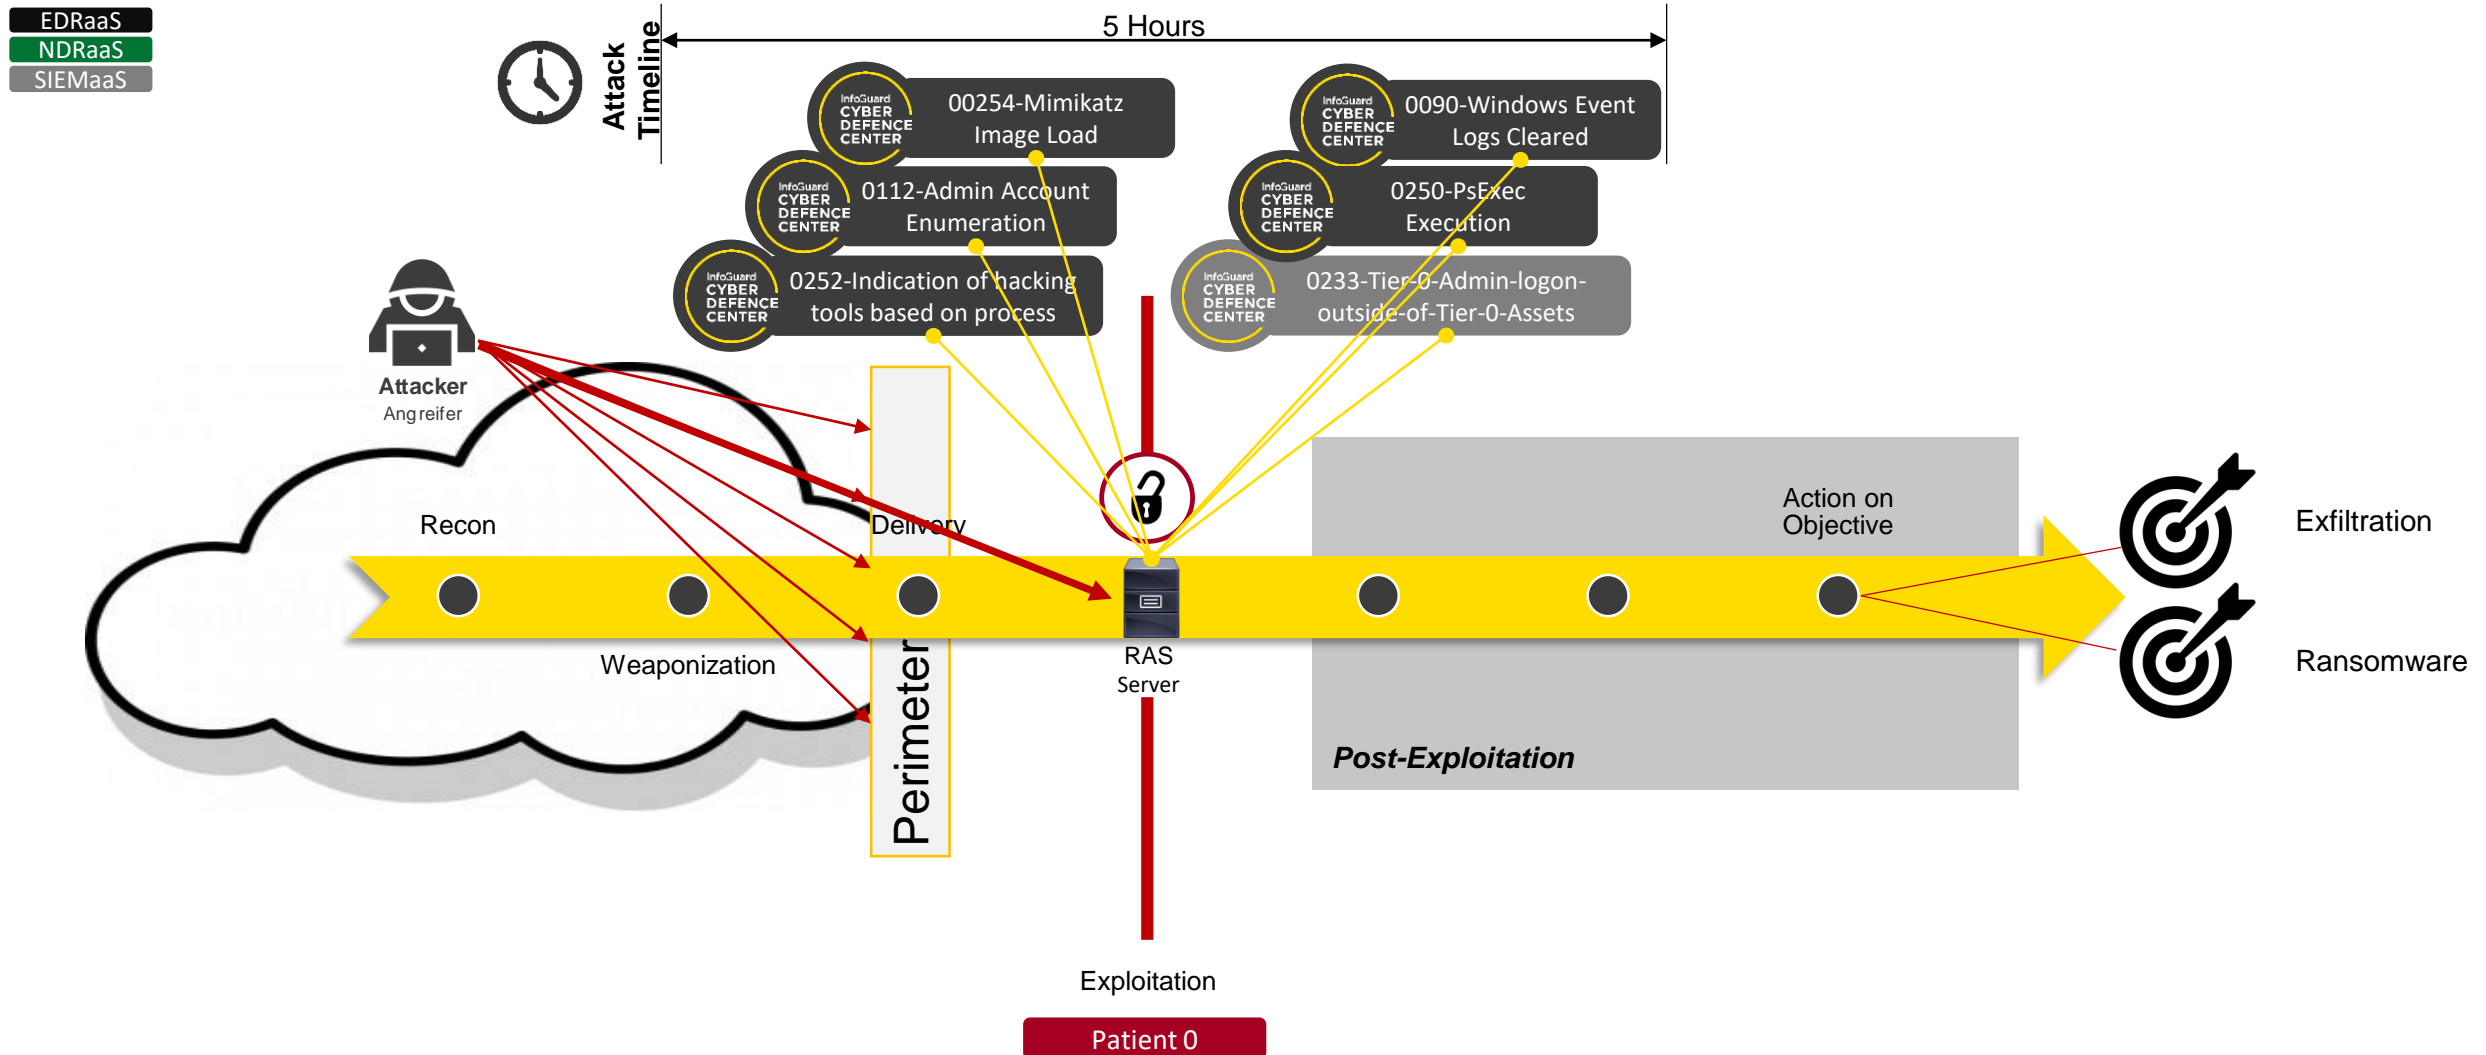 EDRaaS
NDRaaS
SIEMaaS
Attack
Timeline
5 Hours
InfoGuard
CYBER
DEFENCE
CENTER
00254-Mimikatz
Image Load
InfoGuard
CYBER
DEFENCE
CENTER
0090-Windows Event
Logs Cleared
InfoGuard
CYBER
DEFENCE
CENTER
0112-Admin Account
Enumeration
InfoGuard
CYBER
DEFENCE
CENTER
0250-PsExec
Execution
InfoGuard
CYBER
DEFENCE
CENTER
0252-Indication of hacking
tools based on process
InfoGuard
CYBER
DEFENCE
CENTER
0233-Tier-0-Admin-logon-
outside-of-Tier-0-Assets
Attacker
Angreifer
Recon
Delivery
Action on
Objective
Exfiltration
Weaponization
Perimeter
RAS
Server
Ransomware
Post-Exploitation
Exploitation
Patient 0